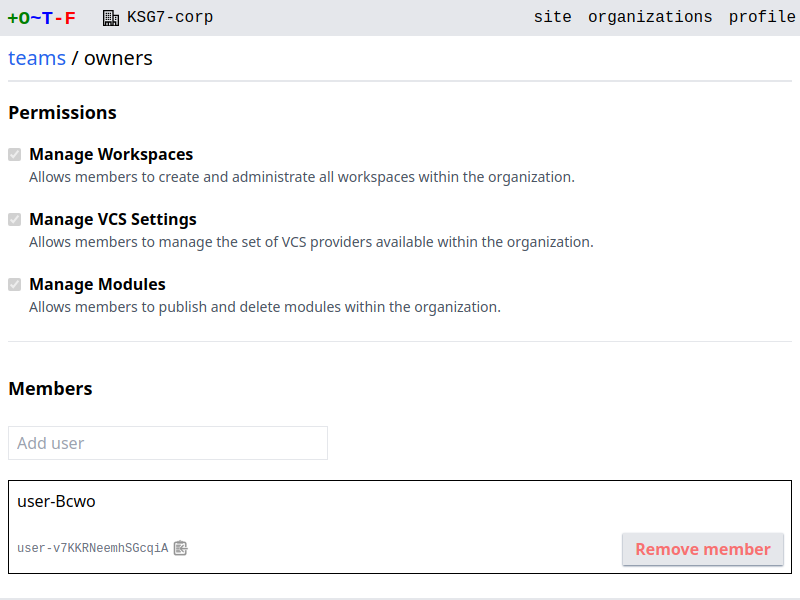 +O~T-F KSG7-corp site organizations profile
teams / owners
Permissions
Manage Workspaces
Allows members to create and administrate all workspaces within the organization.
Manage VCS Settings
Allows members to manage the set of VCS providers available within the organization.
Manage Modules
Allows members to publish and delete modules within the organization.
Members
Add user
user-Bcwo
user-v7KKRNeemhSGcqiA
Remove member